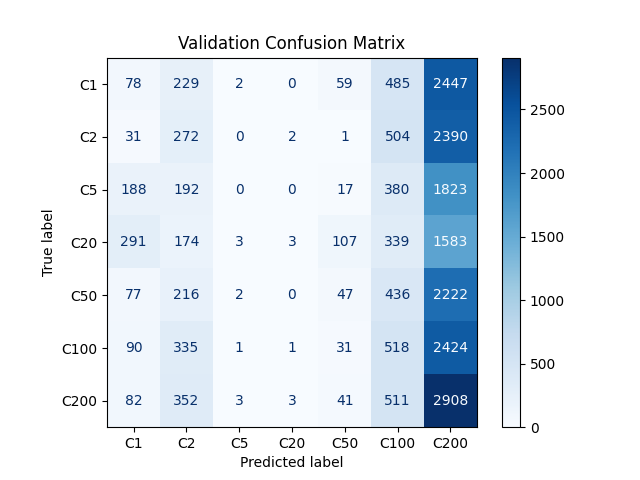 Validation Confusion Matrix
C1 78 229 2 0 59 485 2447
C2 31 272 0 2 1 504 2390
C5 188 192 0 0 17 380 1823
C20 291 174 3 3 107 339 1583
C50 77 216 2 0 47 436 2222
C100 90 335 1 1 31 518 2424
C200 82 352 3 3 41 511 2908
C1 C2 C5 C20 C50 C100 C200
Predicted label
True label
2500
2000
1500
1000
500
0